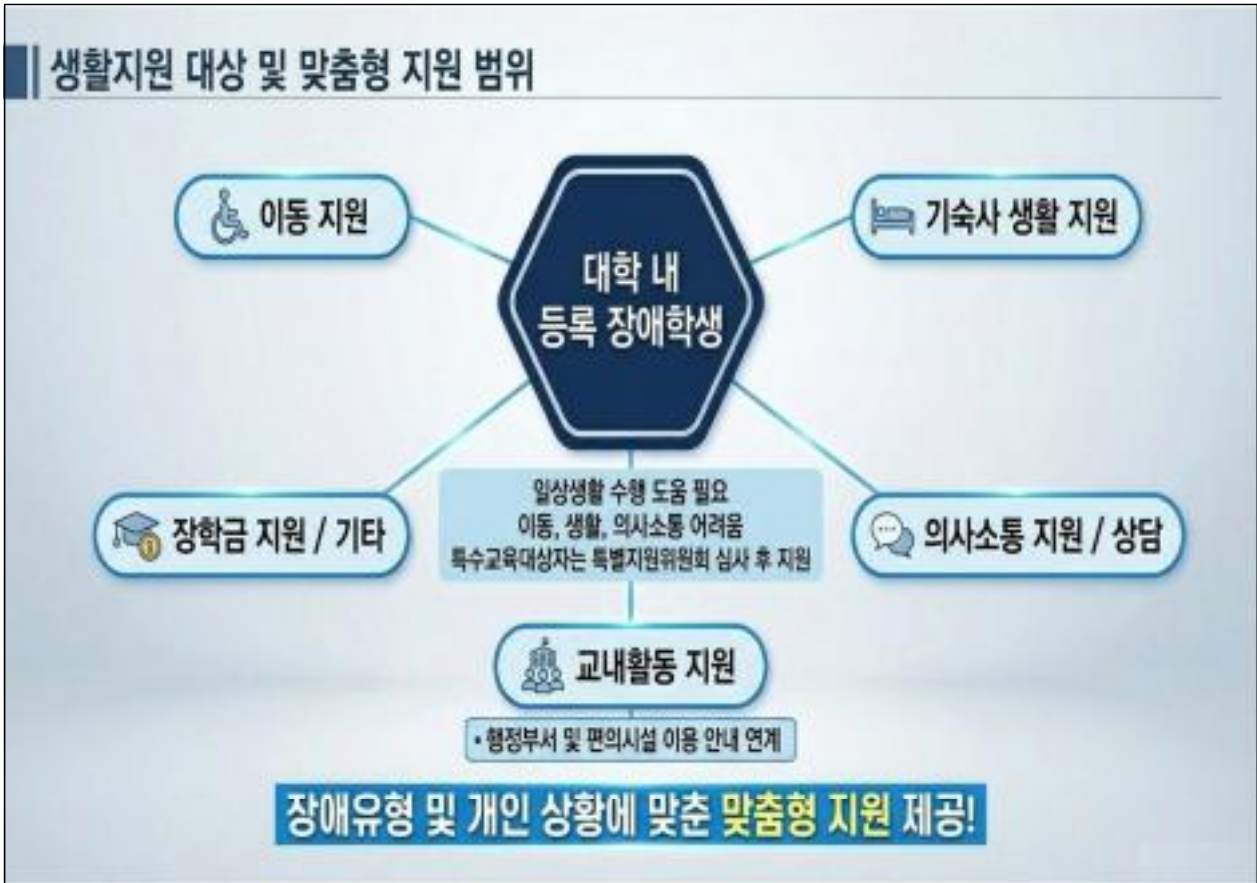 생활지원 대상 및 맞춤형 지원 범위
이동 지원
기숙사 생활 지원
대학 내
등록 장애학생
장학금 지원 / 기타
일상생활 수행 도움 필요
이동, 생활, 의사소통 어려움
특수교육대상자는 특별지원위원회 심사 후 지원
의사소통 지원 / 상담
교내활동 지원
• 행정부서 및 편의시설 이용 안내 연계
장애유형 및 개인 상황에 맞춘 맞춤형 지원 제공!